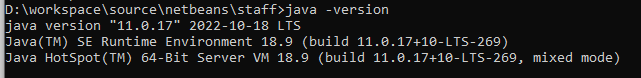 D:\workspace\source\netbeans\staff>java -version
java version "11.0.17" 2022-10-18 LTS
Java(TM) SE Runtime Environment 18.9 (build 11.0.17+10-LTS-269)
Java HotSpot(TM) 64-Bit Server VM 18.9 (build 11.0.17+10-LTS-269, mixed mode)